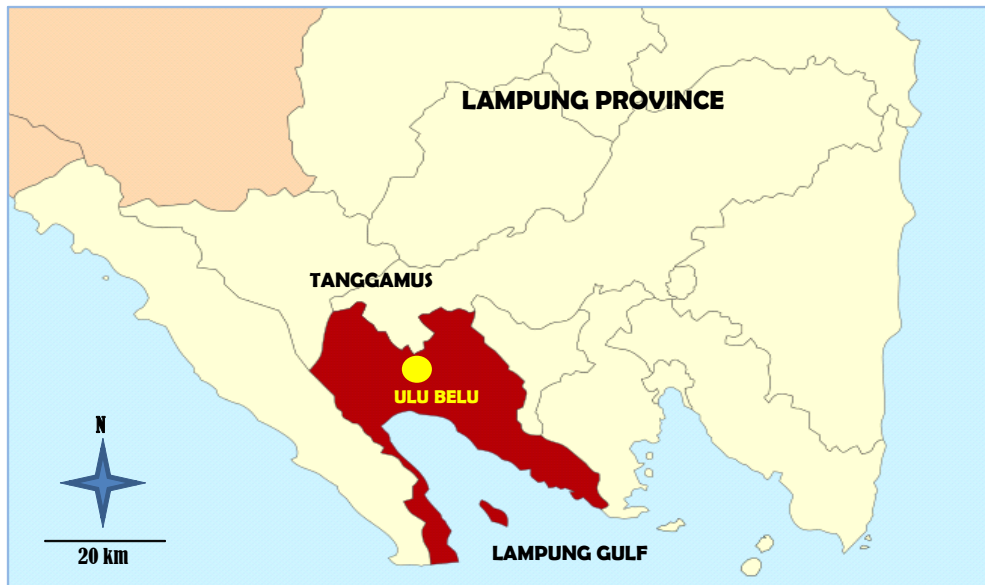 LAMPUNG PROVINCE
TANGGAMUS
ULU BELU
N
20 km
LAMPUNG GULF